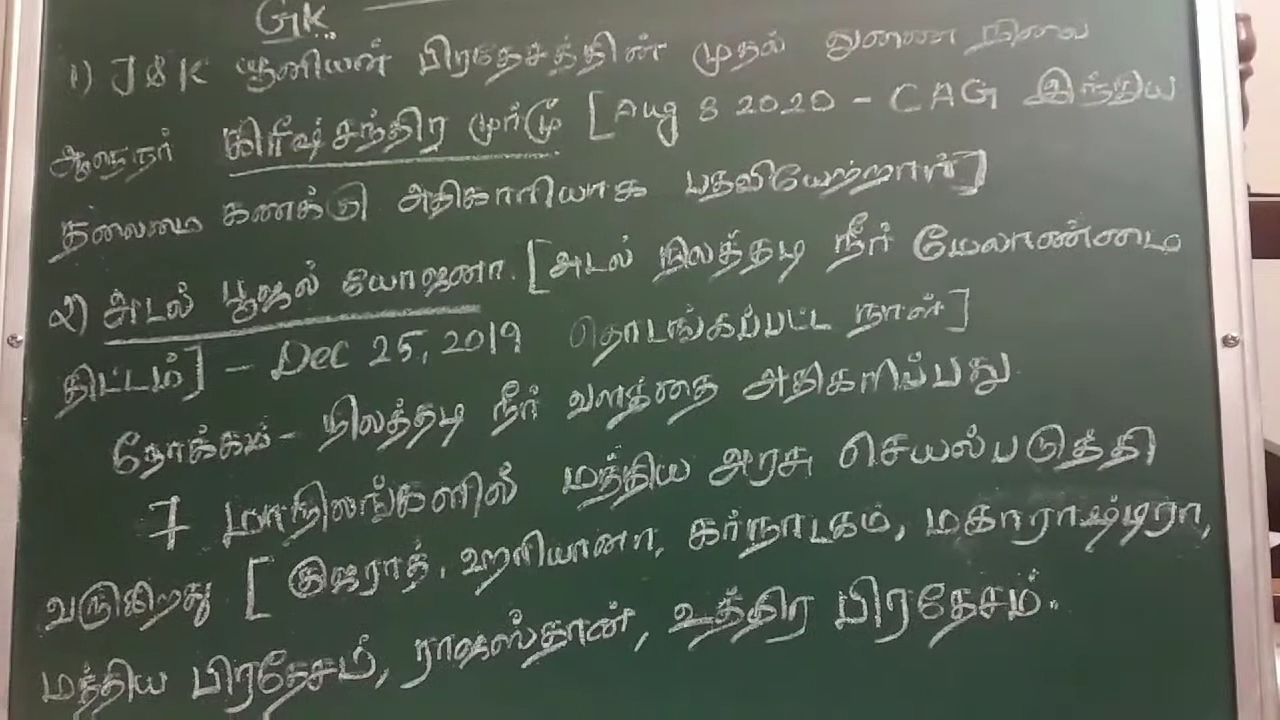 GK
1) J & K யூனியன் பிரதேசத்தின் முதல் துணை நிலை
ஆளுநர் கிரீஷ் சந்திர முர்மூ [Aug 8 2020 - CAG இந்திய
தலைமை கணக்கு அதிகாரியாக பதவியேற்றார்]
2) அடல் பூஜல் யோஜனா. [அடல் நிலத்தடி நீர் மேலாண்மை
திட்டம்] - Dec 25, 2019 தொடங்கப்பட்ட நாள்]
நோக்கம் - நிலத்தடி நீர் வளத்தை அதிகரிப்பது
7 மாநிலங்களில் மத்திய அரசு செயல்படுத்தி
வருகிறது [குஜராத், ஹரியானா, கர்நாடகம், மகாராஷ்டிரா,
மத்திய பிரதேசம், ராஜஸ்தான், உத்திர பிரதேசம்.